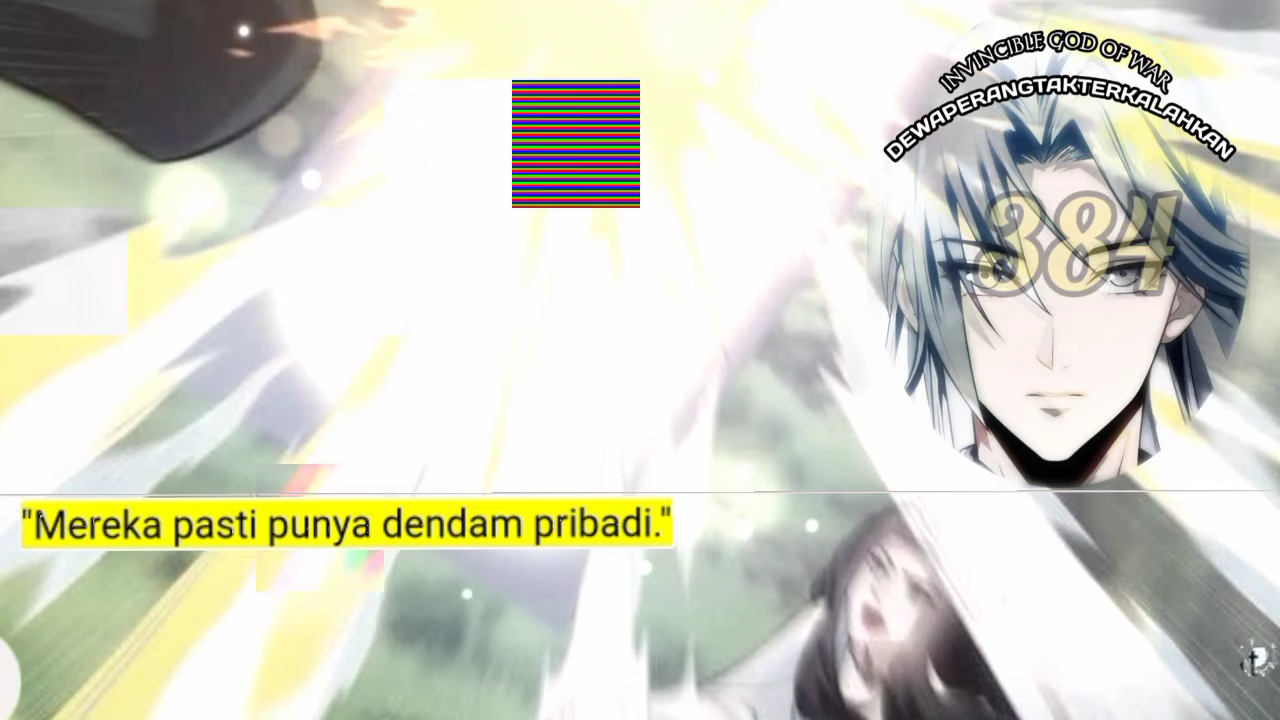 INVINCIBLE GOD OF WAR
DEWAPERANGTAKTERKALAHKAN
384
"Mereka pasti punya dendam pribadi."